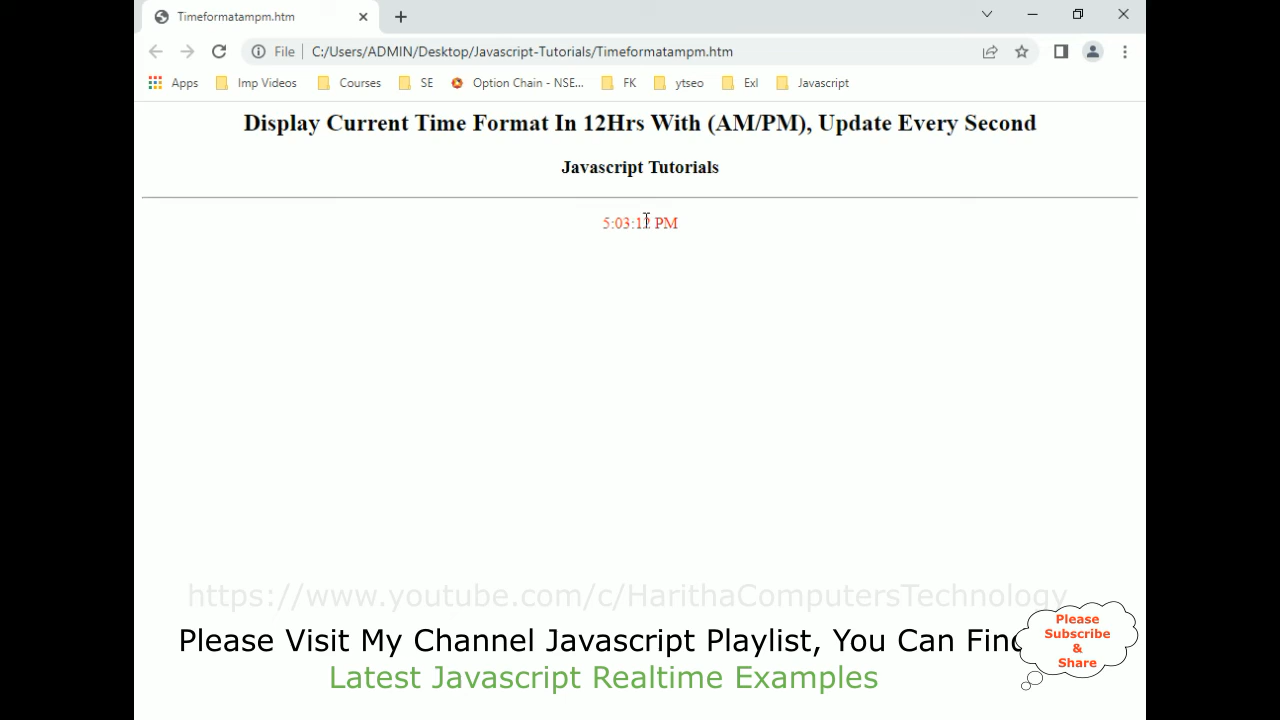 Timeformatampm.htm
File C:/Users/ADMIN/Desktop/Javascript-Tutorials/Timeformatampm.htm
Apps Imp Videos Courses SE Option Chain - NSE... FK ytseo Exl Javascript
Display Current Time Format In 12Hrs With (AM/PM), Update Every Second
Javascript Tutorials
PM
https://www.youtube.com/c/HarithaComputersTechnology
Please Visit My Channel Javascript Playlist, You Can Find
Latest Javascript Realtime Examples
Please
Subscribe
&
Share